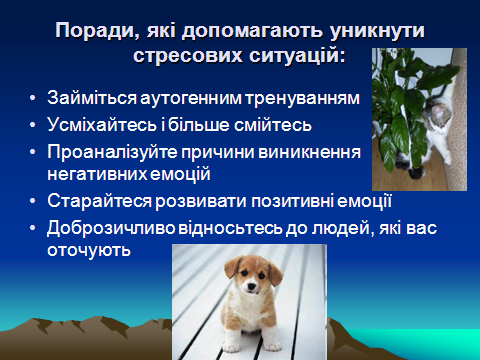 Поради, які допомагають уникнути
стресових ситуацій:
• Займіться аутогенним тренуванням
• Усміхайтесь і більше смійтесь
• Проаналізуйте причини виникнення
негативних емоцій
• Старайтеся розвивати позитивні емоції
• Доброзичливо відносьтесь до людей, які вас
оточують